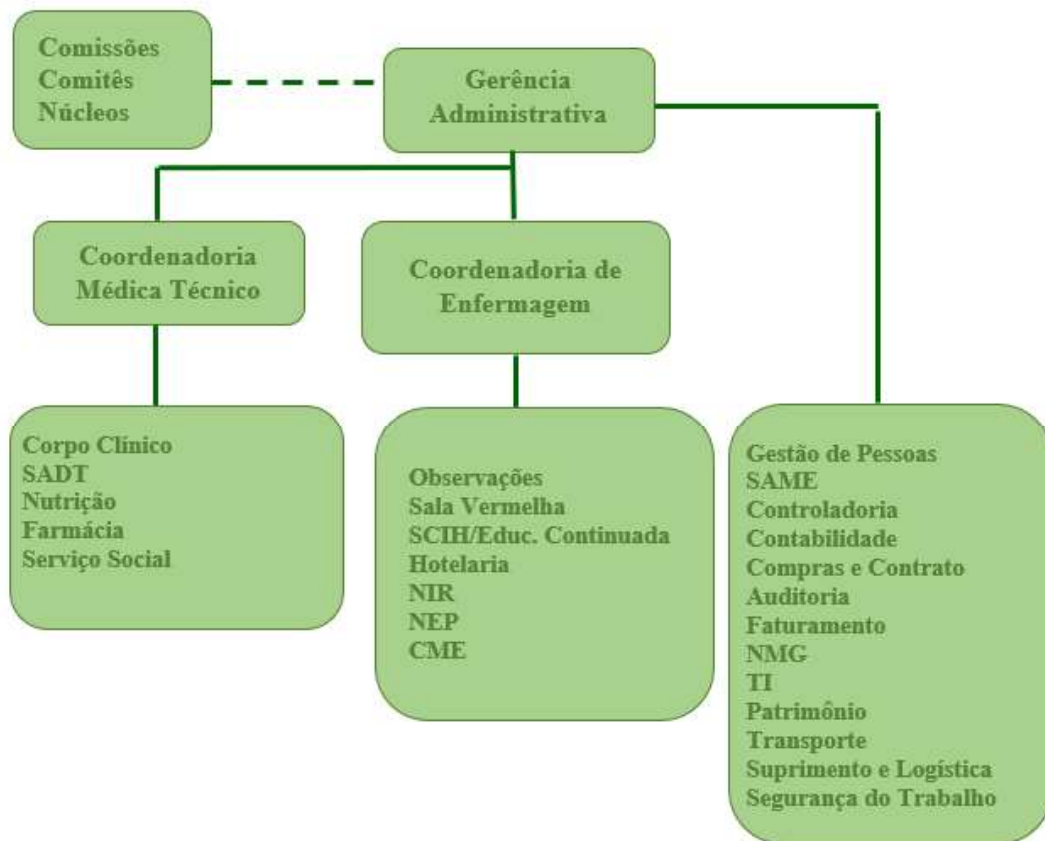 Comissões
Comitês
Núcleos
Gerência
Administrativa
Coordenadoria
Médica Técnico
Coordenadoria de
Enfermagem
Corpo Clínico
SADT
Nutrição
Farmácia
Serviço Social
Observações
Sala Vermelha
SCIH/Educ. Continuada
Hotelaria
NIR
NEP
CME
Gestão de Pessoas
SAME
Controladoria
Contabilidade
Compras e Contrato
Auditoria
Faturamento
NMG
TI
Patrimônio
Transporte
Suprimento e Logística
Segurança do Trabalho